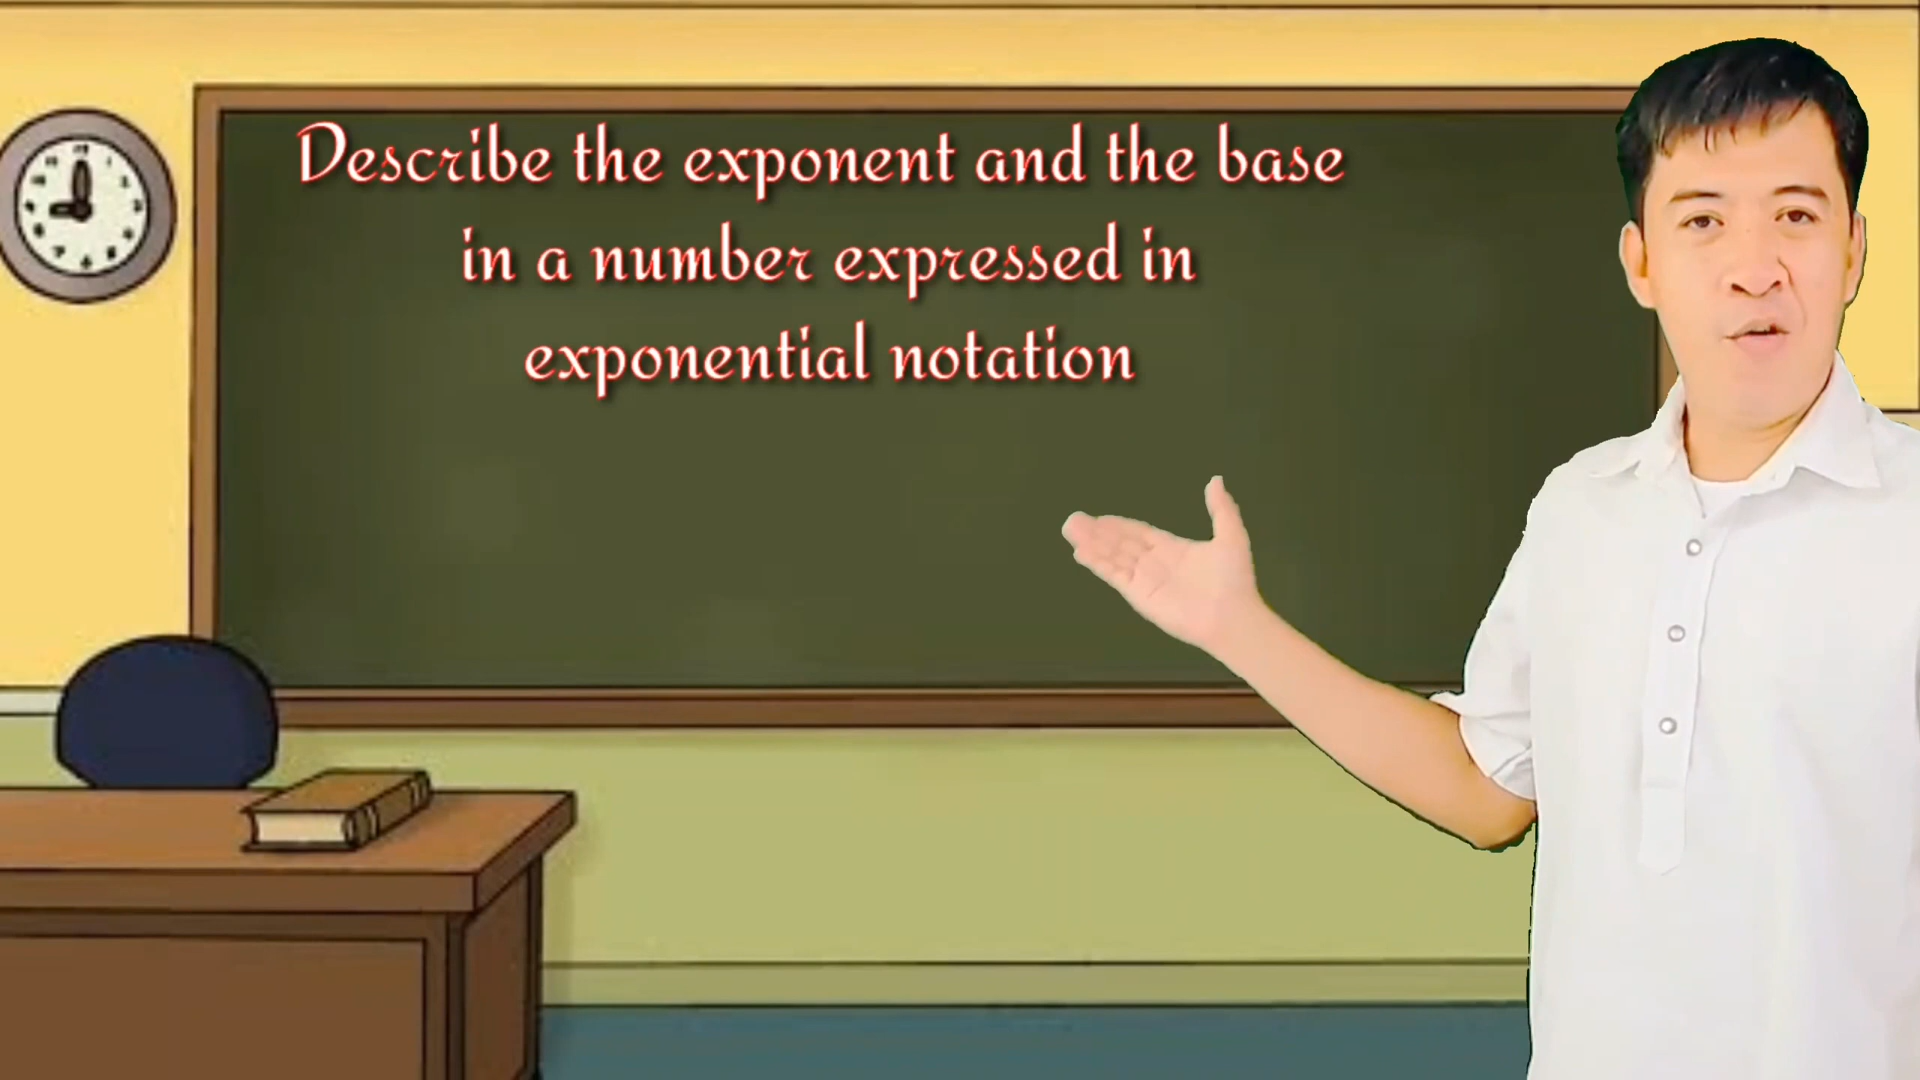 Describe the exponent and the base
in a number expressed in
exponential notation